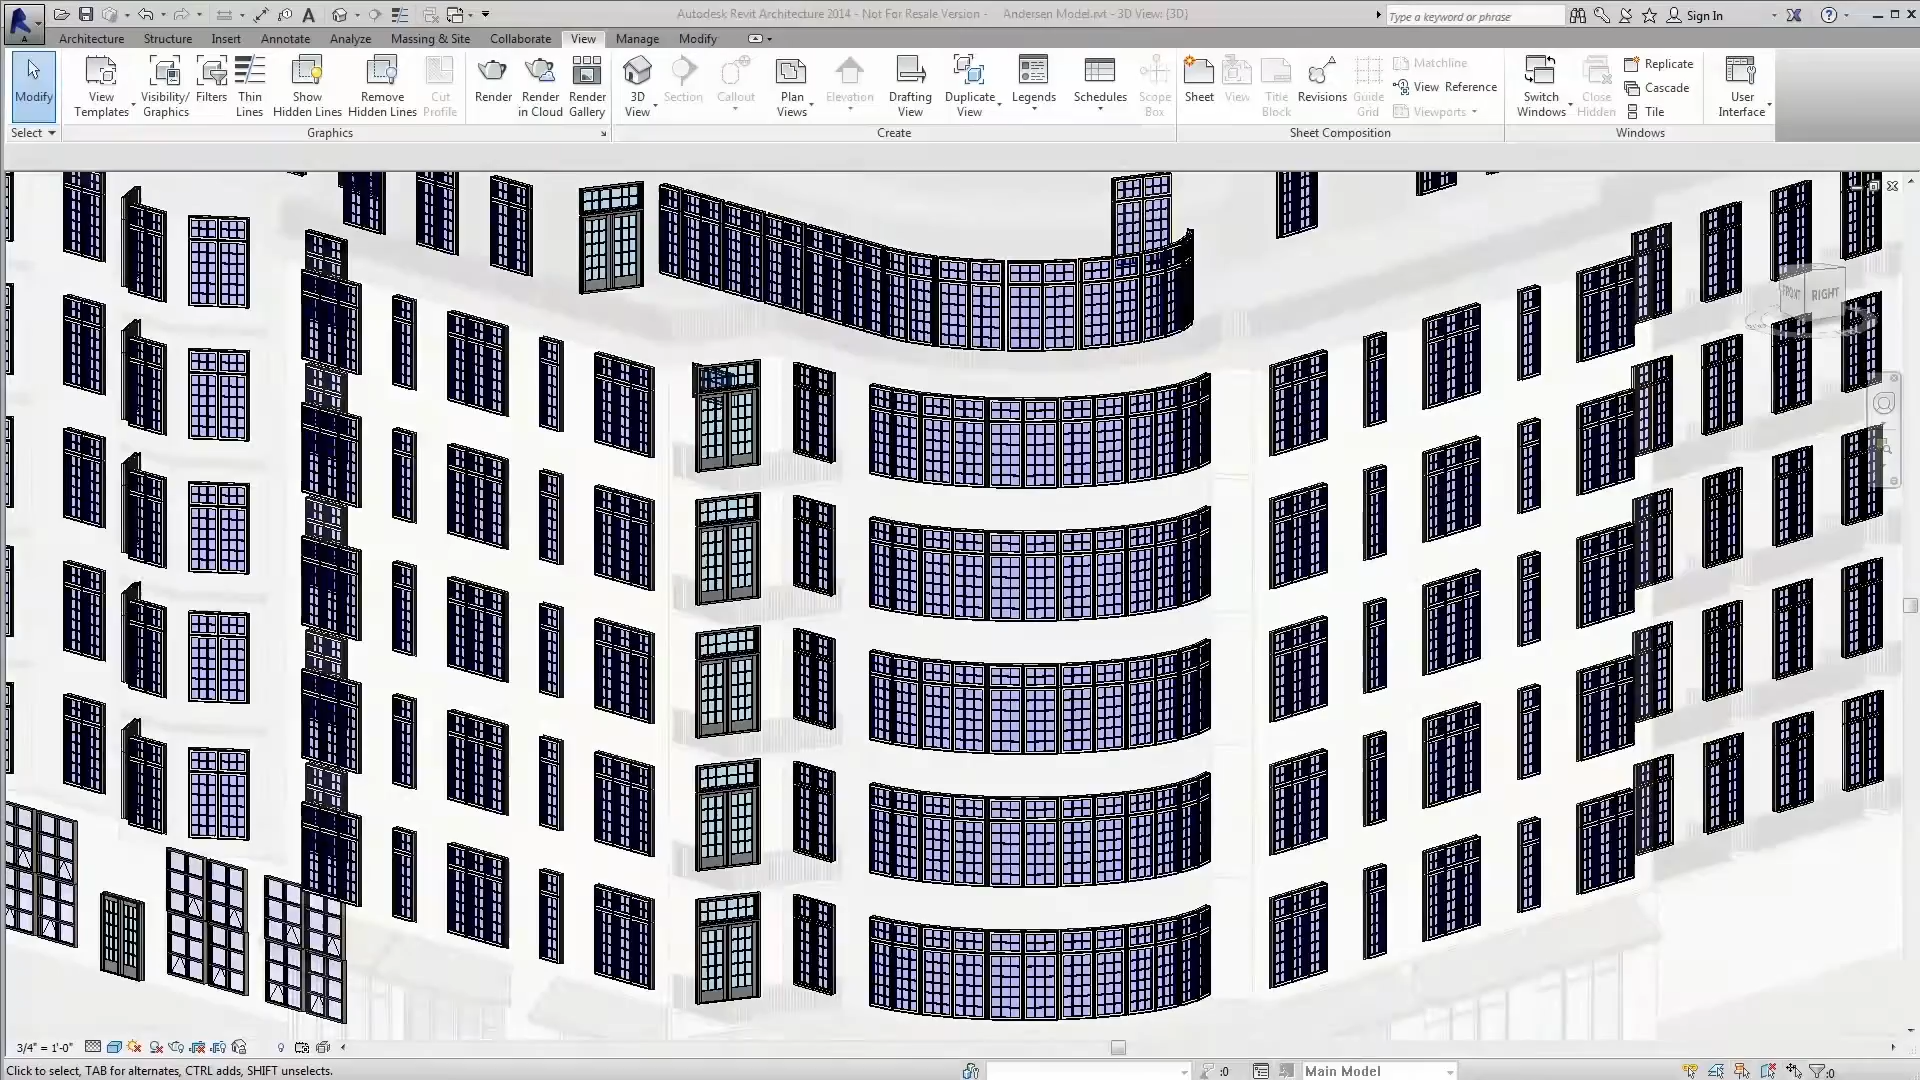 Autodesk Revit Architecture 2014 - Not For Resale Version -    Andersen Model.rvt - 3D View: {3D}
Type a keyword or phrase
Sign In
Architecture Structure Insert Annotate Analyze Massing & Site Collaborate View Manage Modify
Modify
View Templates
Visibility/ Graphics
Filters
Thin Lines
Show Hidden Lines
Remove Hidden Lines
Cut Profile
Render
Render in Cloud
Render Gallery
3D View
Section
Callout
Plan Views
Elevation
Drafting View
Duplicate View
Legends
Schedules
Scope Box
Sheet
View
Title Block
Revisions
Guide Grid
Matchline
View Reference
Viewports
Switch Windows
Close Hidden
Replicate
Cascade
Tile
User Interface
Select Graphics Create Sheet Composition Windows
FRONT RIGHT
3/4" = 1'-0"
Click to select, TAB for alternates, CTRL adds, SHIFT unselects.
:0
Main Model
:0